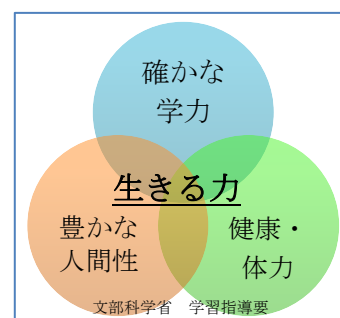 確かな
学力
生きる力
豊かな
人間性
健康・
体力
文部科学省　学習指導要